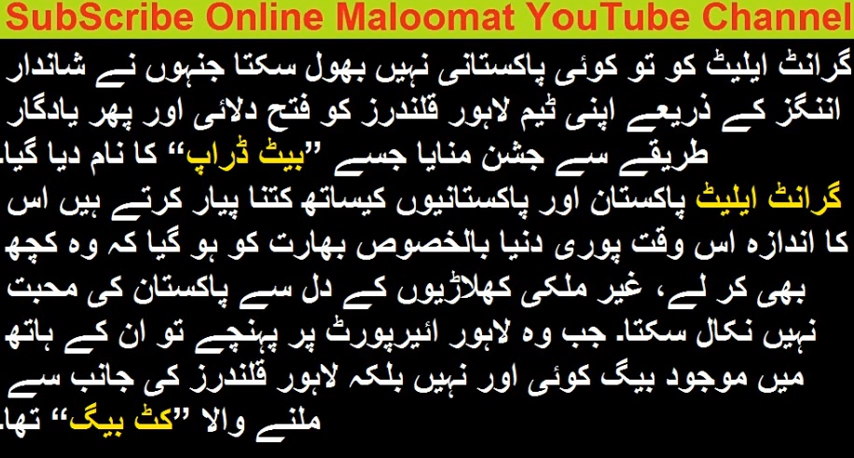 SubScribe Online Maloomat YouTube Channel
گرانٹ ایلیٹ کو تو کوئی پاکستانی نہیں بھول سکتا جنہوں نے شاندار
اننگز کے ذریعے اپنی ٹیم لاہور قلندرز کو فتح دلائی اور پھر یادگار
طریقے سے جشن منایا جسے ”بیٹ ڈراپ“ کا نام دیا گیا۔
گرانٹ ایلیٹ پاکستان اور پاکستانیوں کیساتھ کتنا پیار کرتے ہیں اس
کا اندازہ اس وقت پوری دنیا بالخصوص بھارت کو ہو گیا کہ وہ کچھ
بھی کر لے، غیر ملکی کھلاڑیوں کے دل سے پاکستان کی محبت
نہیں نکال سکتا۔ جب وہ لاہور ائیرپورٹ پر پہنچے تو ان کے ہاتھ
میں موجود بیگ کوئی اور نہیں بلکہ لاہور قلندرز کی جانب سے
ملنے والا ”کٹ بیگ“ تھا۔